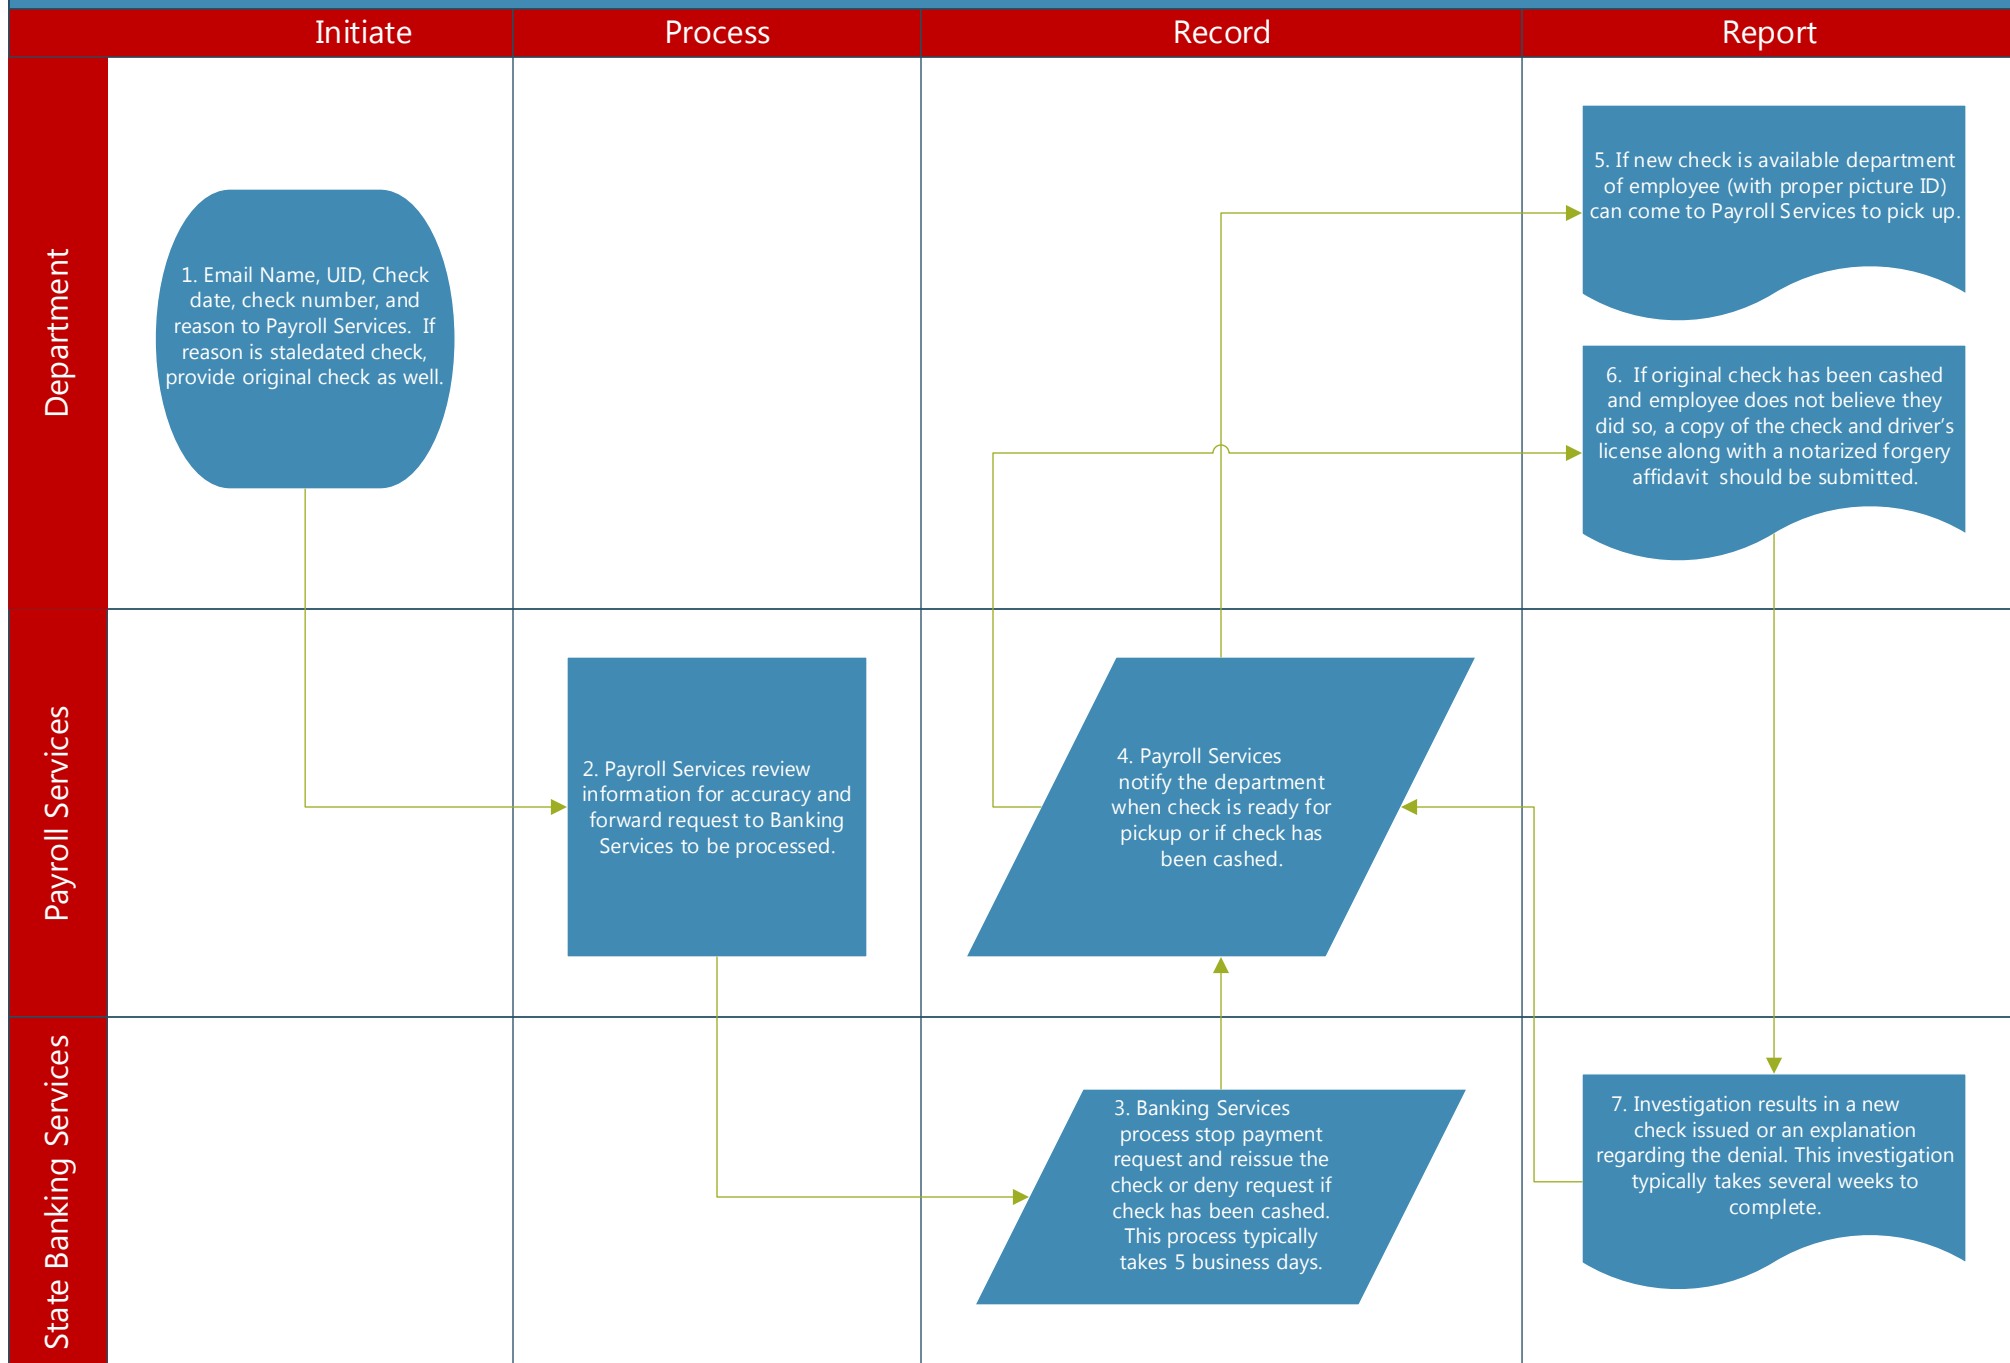 Initiate
Process
Record
Report
Department
1. Email Name, UID, Check
date, check number, and
reason to Payroll Services.  If
reason is staledated check,
provide original check as well.
5. If new check is available department
of employee (with proper picture ID)
can come to Payroll Services to pick up.
6.  If original check has been cashed
and employee does not believe they
did so, a copy of the check and driver’s
license along with a notarized forgery
affidavit  should be submitted.
Payroll Services
2. Payroll Services review
information for accuracy and
forward request to Banking
Services to be processed.
4. Payroll Services
notify the department
when check is ready for
pickup or if check has
been cashed.
State Banking Services
3. Banking Services
process stop payment
request and reissue the
check or deny request if
check has been cashed.
This process typically
takes 5 business days.
7. Investigation results in a new
check issued or an explanation
regarding the denial. This investigation
typically takes several weeks to
complete.